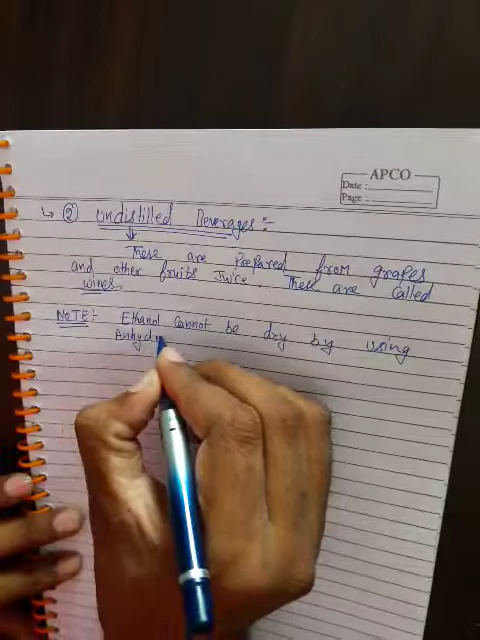 APCO
Date :
Page :
↳ ② Undistilled Beverages :-
These are Prepared from grapes
and other fruits Juice. These are called
wines.
NOTE :- Ethanol Cannot be dry by using
Anhyd